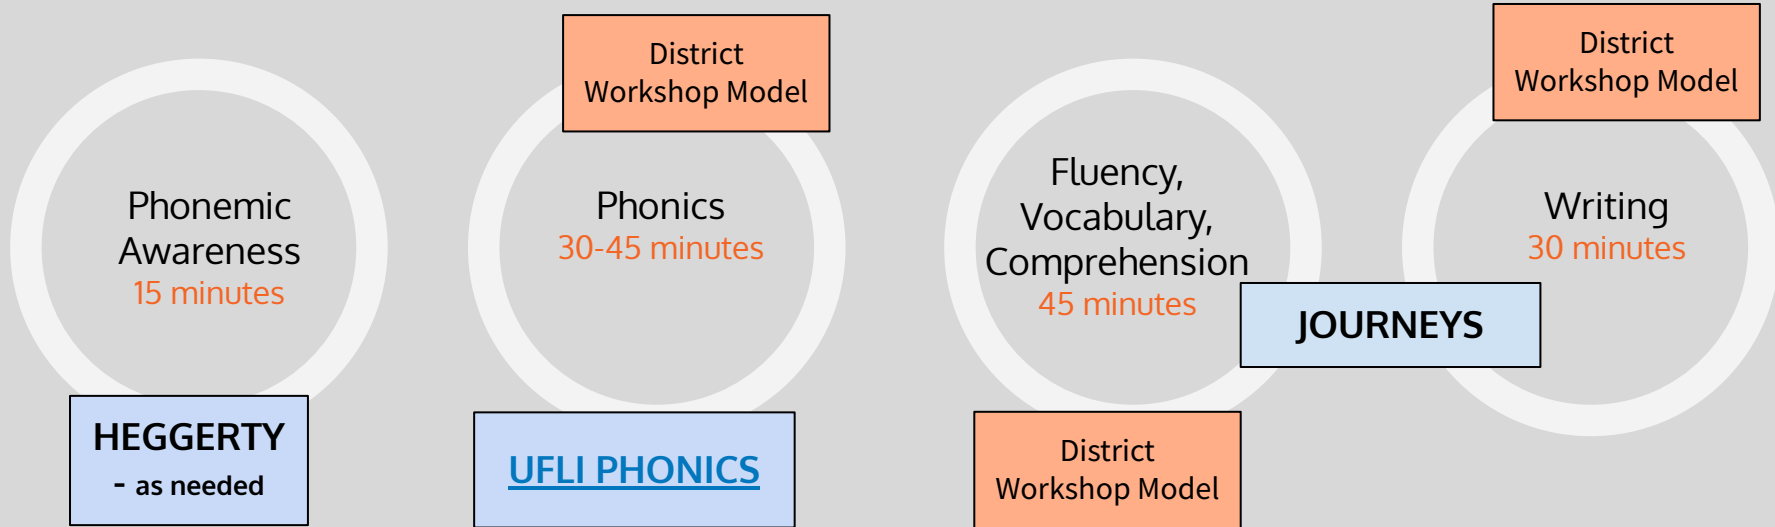 Phonemic
Awareness
15 minutes
HEGGERTY
- as needed
District
Workshop Model
Phonics
30-45 minutes
UFLI PHONICS
Fluency,
Vocabulary,
Comprehension
45 minutes
District
Workshop Model
JOURNEYS
District
Workshop Model
Writing
30 minutes